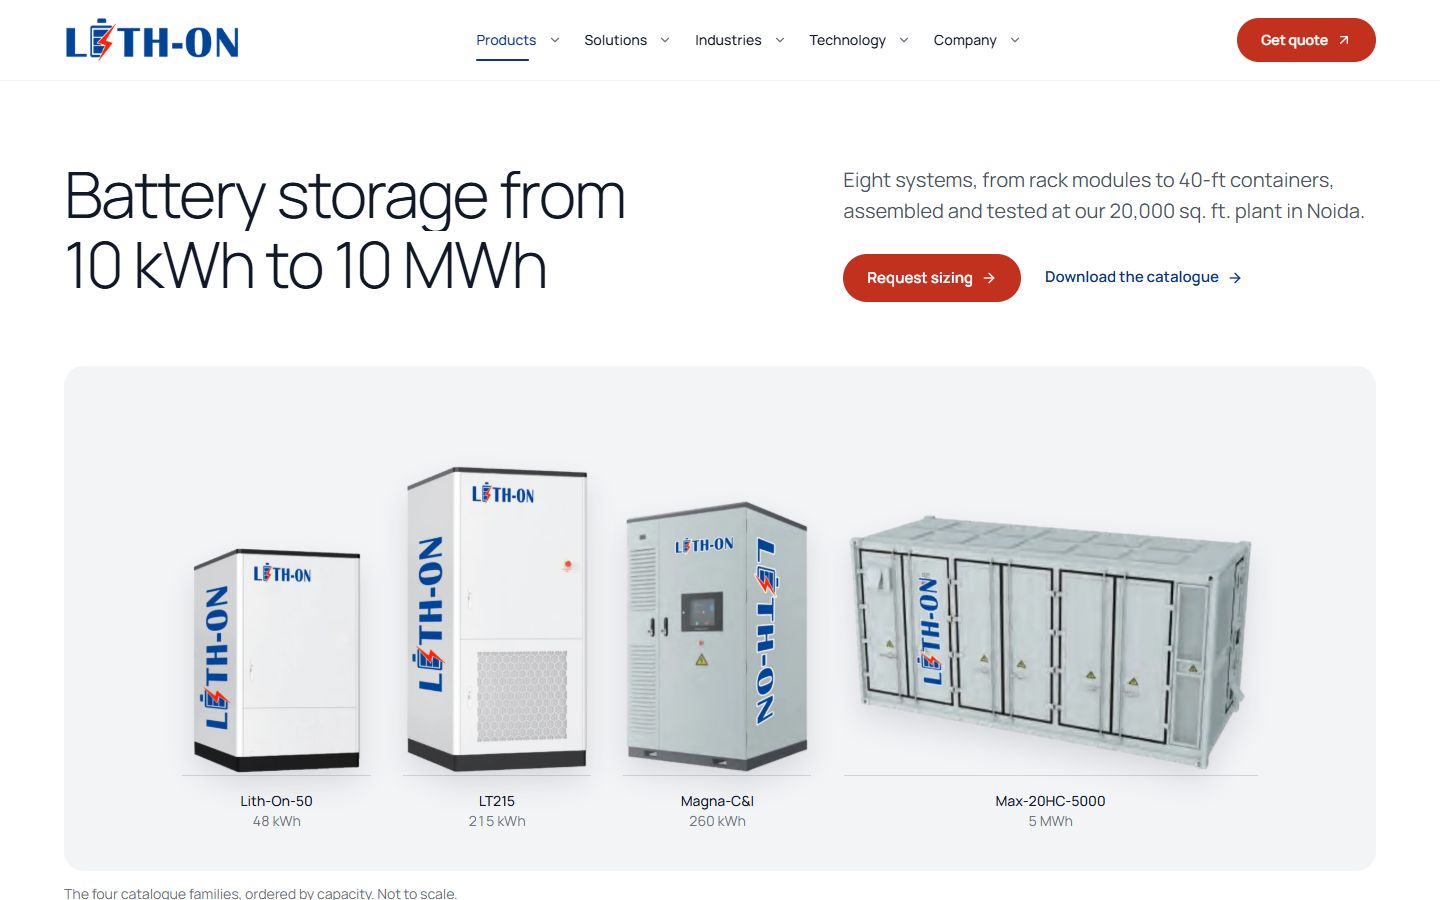 LITH-ON
Products
Solutions
Industries
Technology
Company
Get quote
Battery storage from
10 kWh to 10 MWh
Eight systems, from rack modules to 40-ft containers,
assembled and tested at our 20,000 sq. ft. plant in Noida.
Request sizing
Download the catalogue
LITH-ON
LITH-ON
LITH-ON
LITH-ON
LITH-ON
LITH-ON
LITH-ON
Lith-On-50
48 kWh
LT215
215 kWh
Magna-C&I
260 kWh
Max-20HC-5000
5 MWh
The four catalogue families, ordered by capacity. Not to scale.